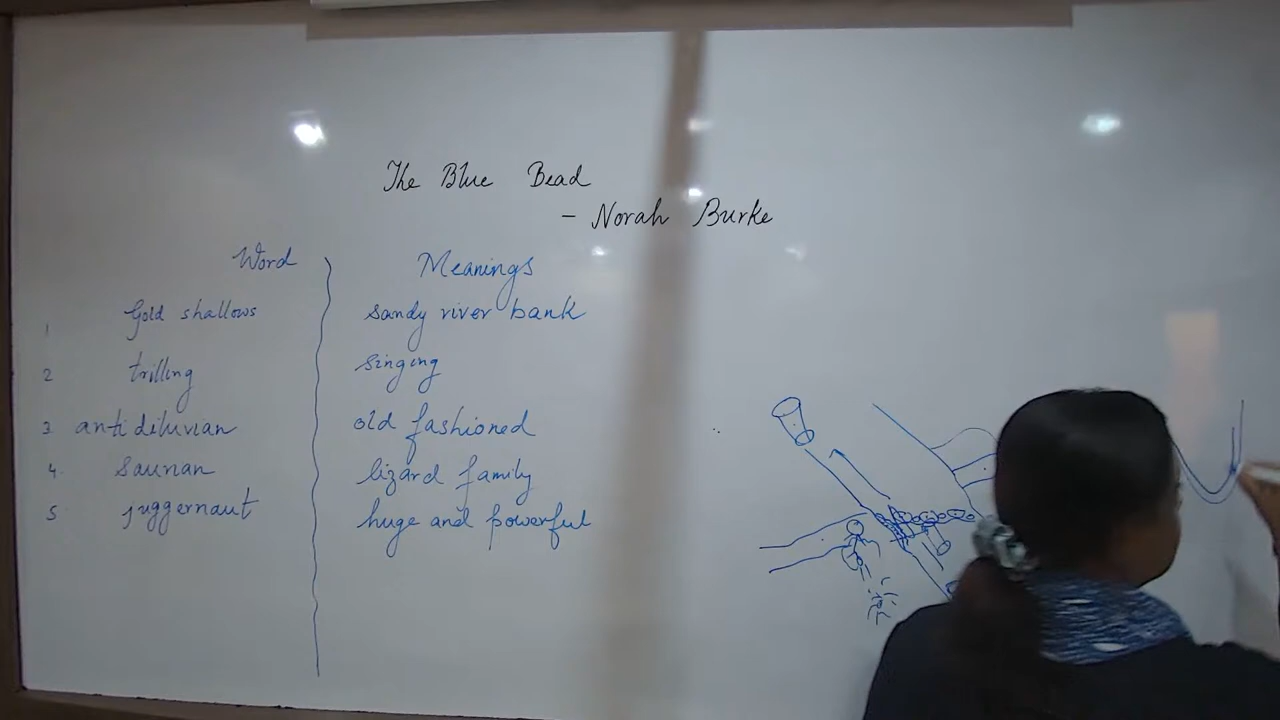 The Blue Bead
- Norah Burke
Word Meanings
1 Gold shallows sandy river bank
2 trilling singing
3. antidiluvian old fashioned
4. saurian lizard family
5 juggernaut huge and powerful